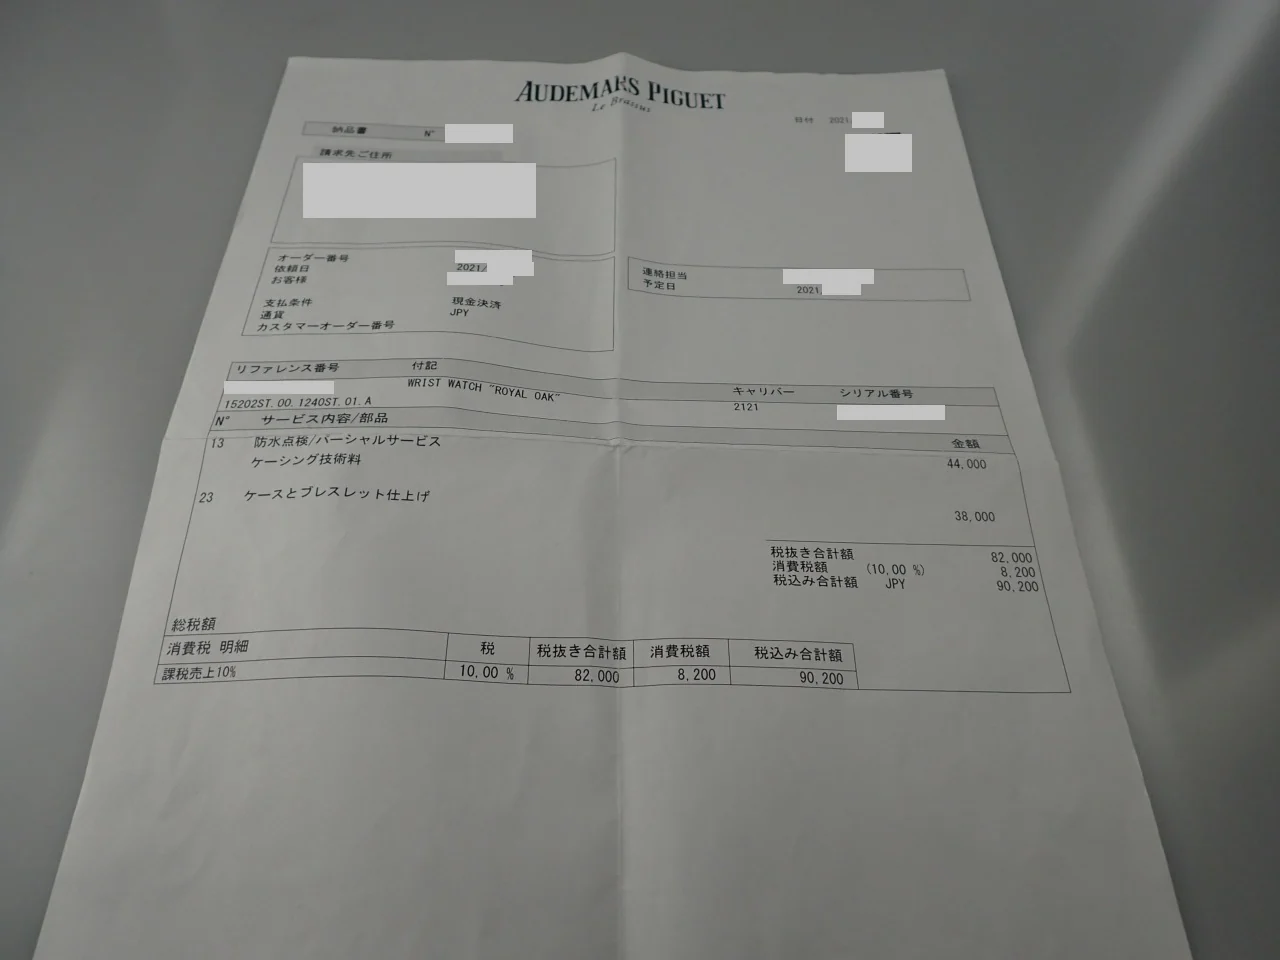 AUDEMARS PIGUET
Le Brassus
日付 2021
納品書 N°
請求先ご住所
オーダー番号
依頼日 2021/
お客様
支払条件 現金決済
通貨 JPY
カスタマーオーダー番号
連絡担当
予定日 2021.
リファレンス番号 付記 キャリバー シリアル番号
15202ST.00.1240ST.01.A WRIST WATCH "ROYAL OAK" 2121
N° サービス内容/部品 金額
13 防水点検/パーシャルサービス
ケーシング技術料 44,000
23 ケースとブレスレット仕上げ 38,000
税抜き合計額 82,000
消費税額 (10,00 %) 8,200
税込み合計額 JPY 90,200
総税額
消費税 明細 税 税抜き合計額 消費税額 税込み合計額
課税売上10% 10,00 % 82,000 8,200 90,200